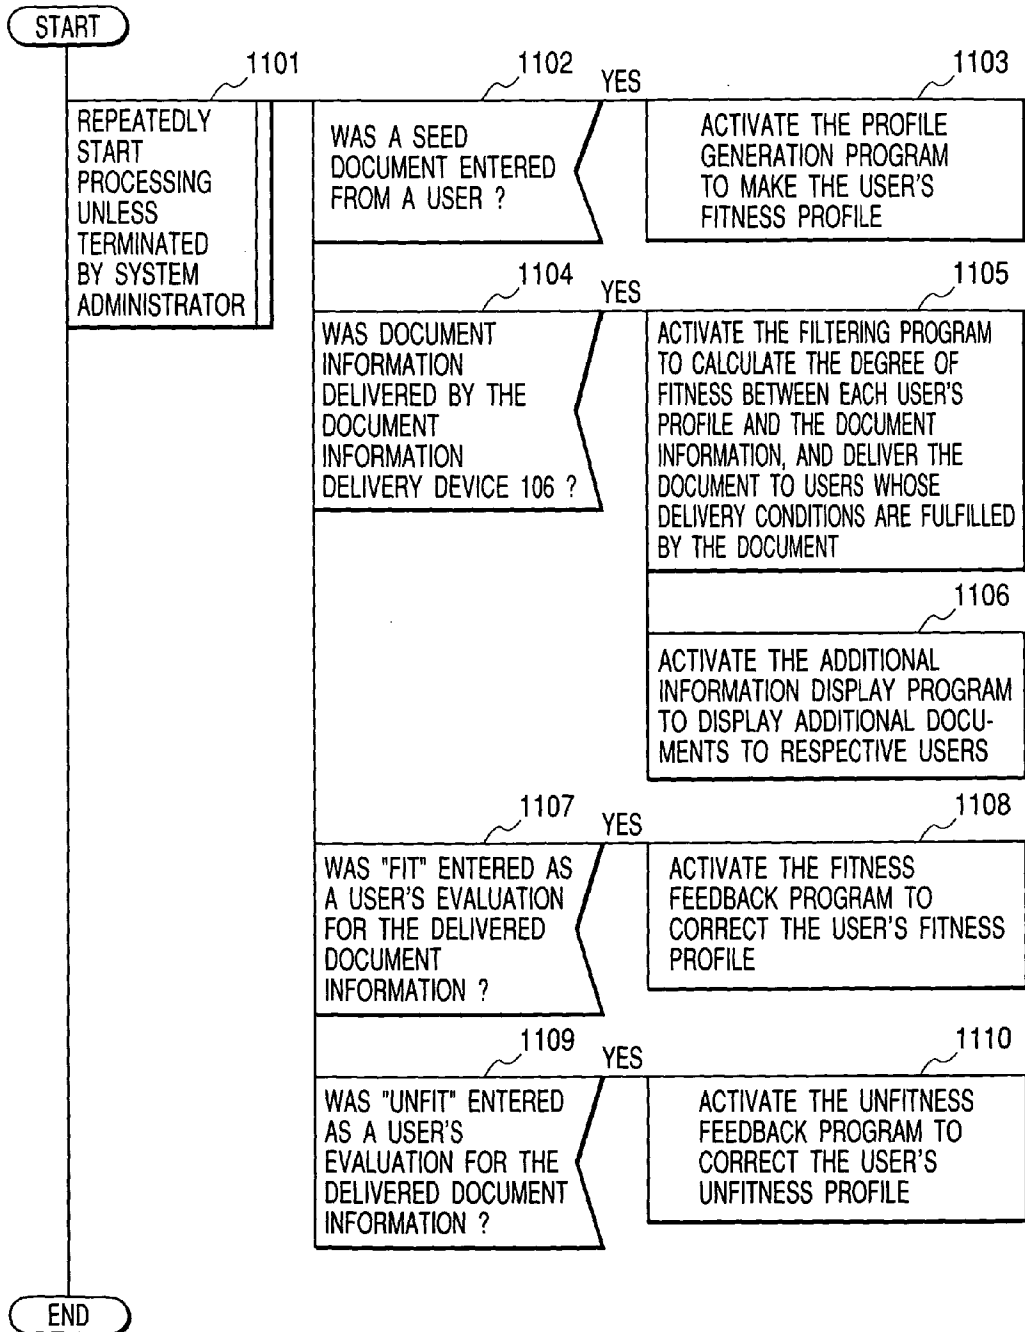 START
1101
REPEATEDLY
START
PROCESSING
UNLESS
TERMINATED
BY SYSTEM
ADMINISTRATOR
1102
WAS A SEED
DOCUMENT ENTERED
FROM A USER ?
YES
1103
ACTIVATE THE PROFILE
GENERATION PROGRAM
TO MAKE THE USER'S
FITNESS PROFILE
1104
WAS DOCUMENT
INFORMATION
DELIVERED BY THE
DOCUMENT
INFORMATION
DELIVERY DEVICE 106 ?
YES
1105
ACTIVATE THE FILTERING PROGRAM
TO CALCULATE THE DEGREE OF
FITNESS BETWEEN EACH USER'S
PROFILE AND THE DOCUMENT
INFORMATION, AND DELIVER THE
DOCUMENT TO USERS WHOSE
DELIVERY CONDITIONS ARE FULFILLED
BY THE DOCUMENT
1106
ACTIVATE THE ADDITIONAL
INFORMATION DISPLAY PROGRAM
TO DISPLAY ADDITIONAL DOCU-
MENTS TO RESPECTIVE USERS
1107
WAS "FIT" ENTERED AS
A USER'S EVALUATION
FOR THE DELIVERED
DOCUMENT
INFORMATION ?
YES
1108
ACTIVATE THE FITNESS
FEEDBACK PROGRAM TO
CORRECT THE USER'S FITNESS
PROFILE
1109
WAS "UNFIT" ENTERED
AS A USER'S
EVALUATION FOR THE
DELIVERED DOCUMENT
INFORMATION ?
YES
1110
ACTIVATE THE UNFITNESS
FEEDBACK PROGRAM TO
CORRECT THE USER'S
UNFITNESS PROFILE
END